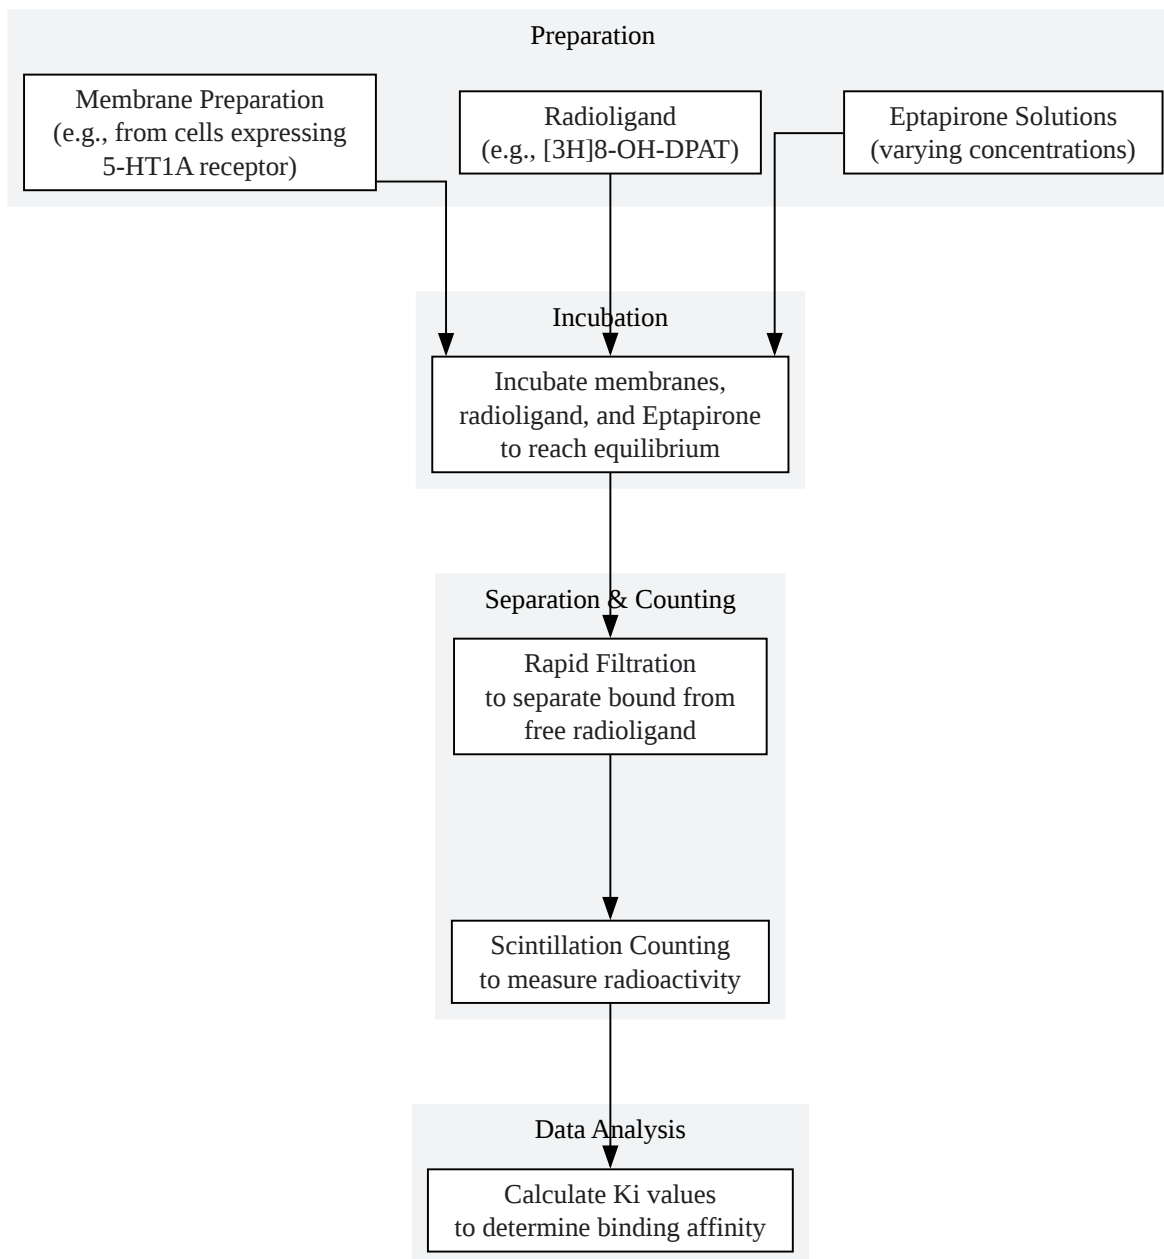 Preparation
Membrane Preparation
(e.g., from cells expressing
5-HT1A receptor)
Radioligand
(e.g., [3H]8-OH-DPAT)
Eptapirone Solutions
(varying concentrations)
Incubation
Incubate membranes,
radioligand, and Eptapirone
to reach equilibrium
Separation & Counting
Rapid Filtration
to separate bound from
free radioligand
Scintillation Counting
to measure radioactivity
Data Analysis
Calculate Ki values
to determine binding affinity